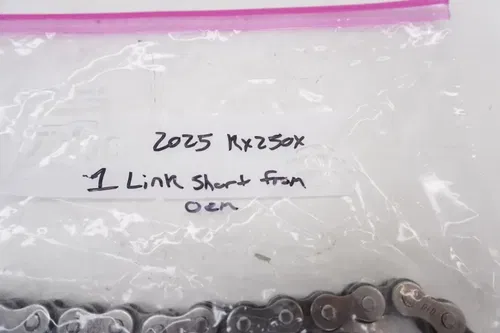 2025 Kx250x
1 Link Short from
oem